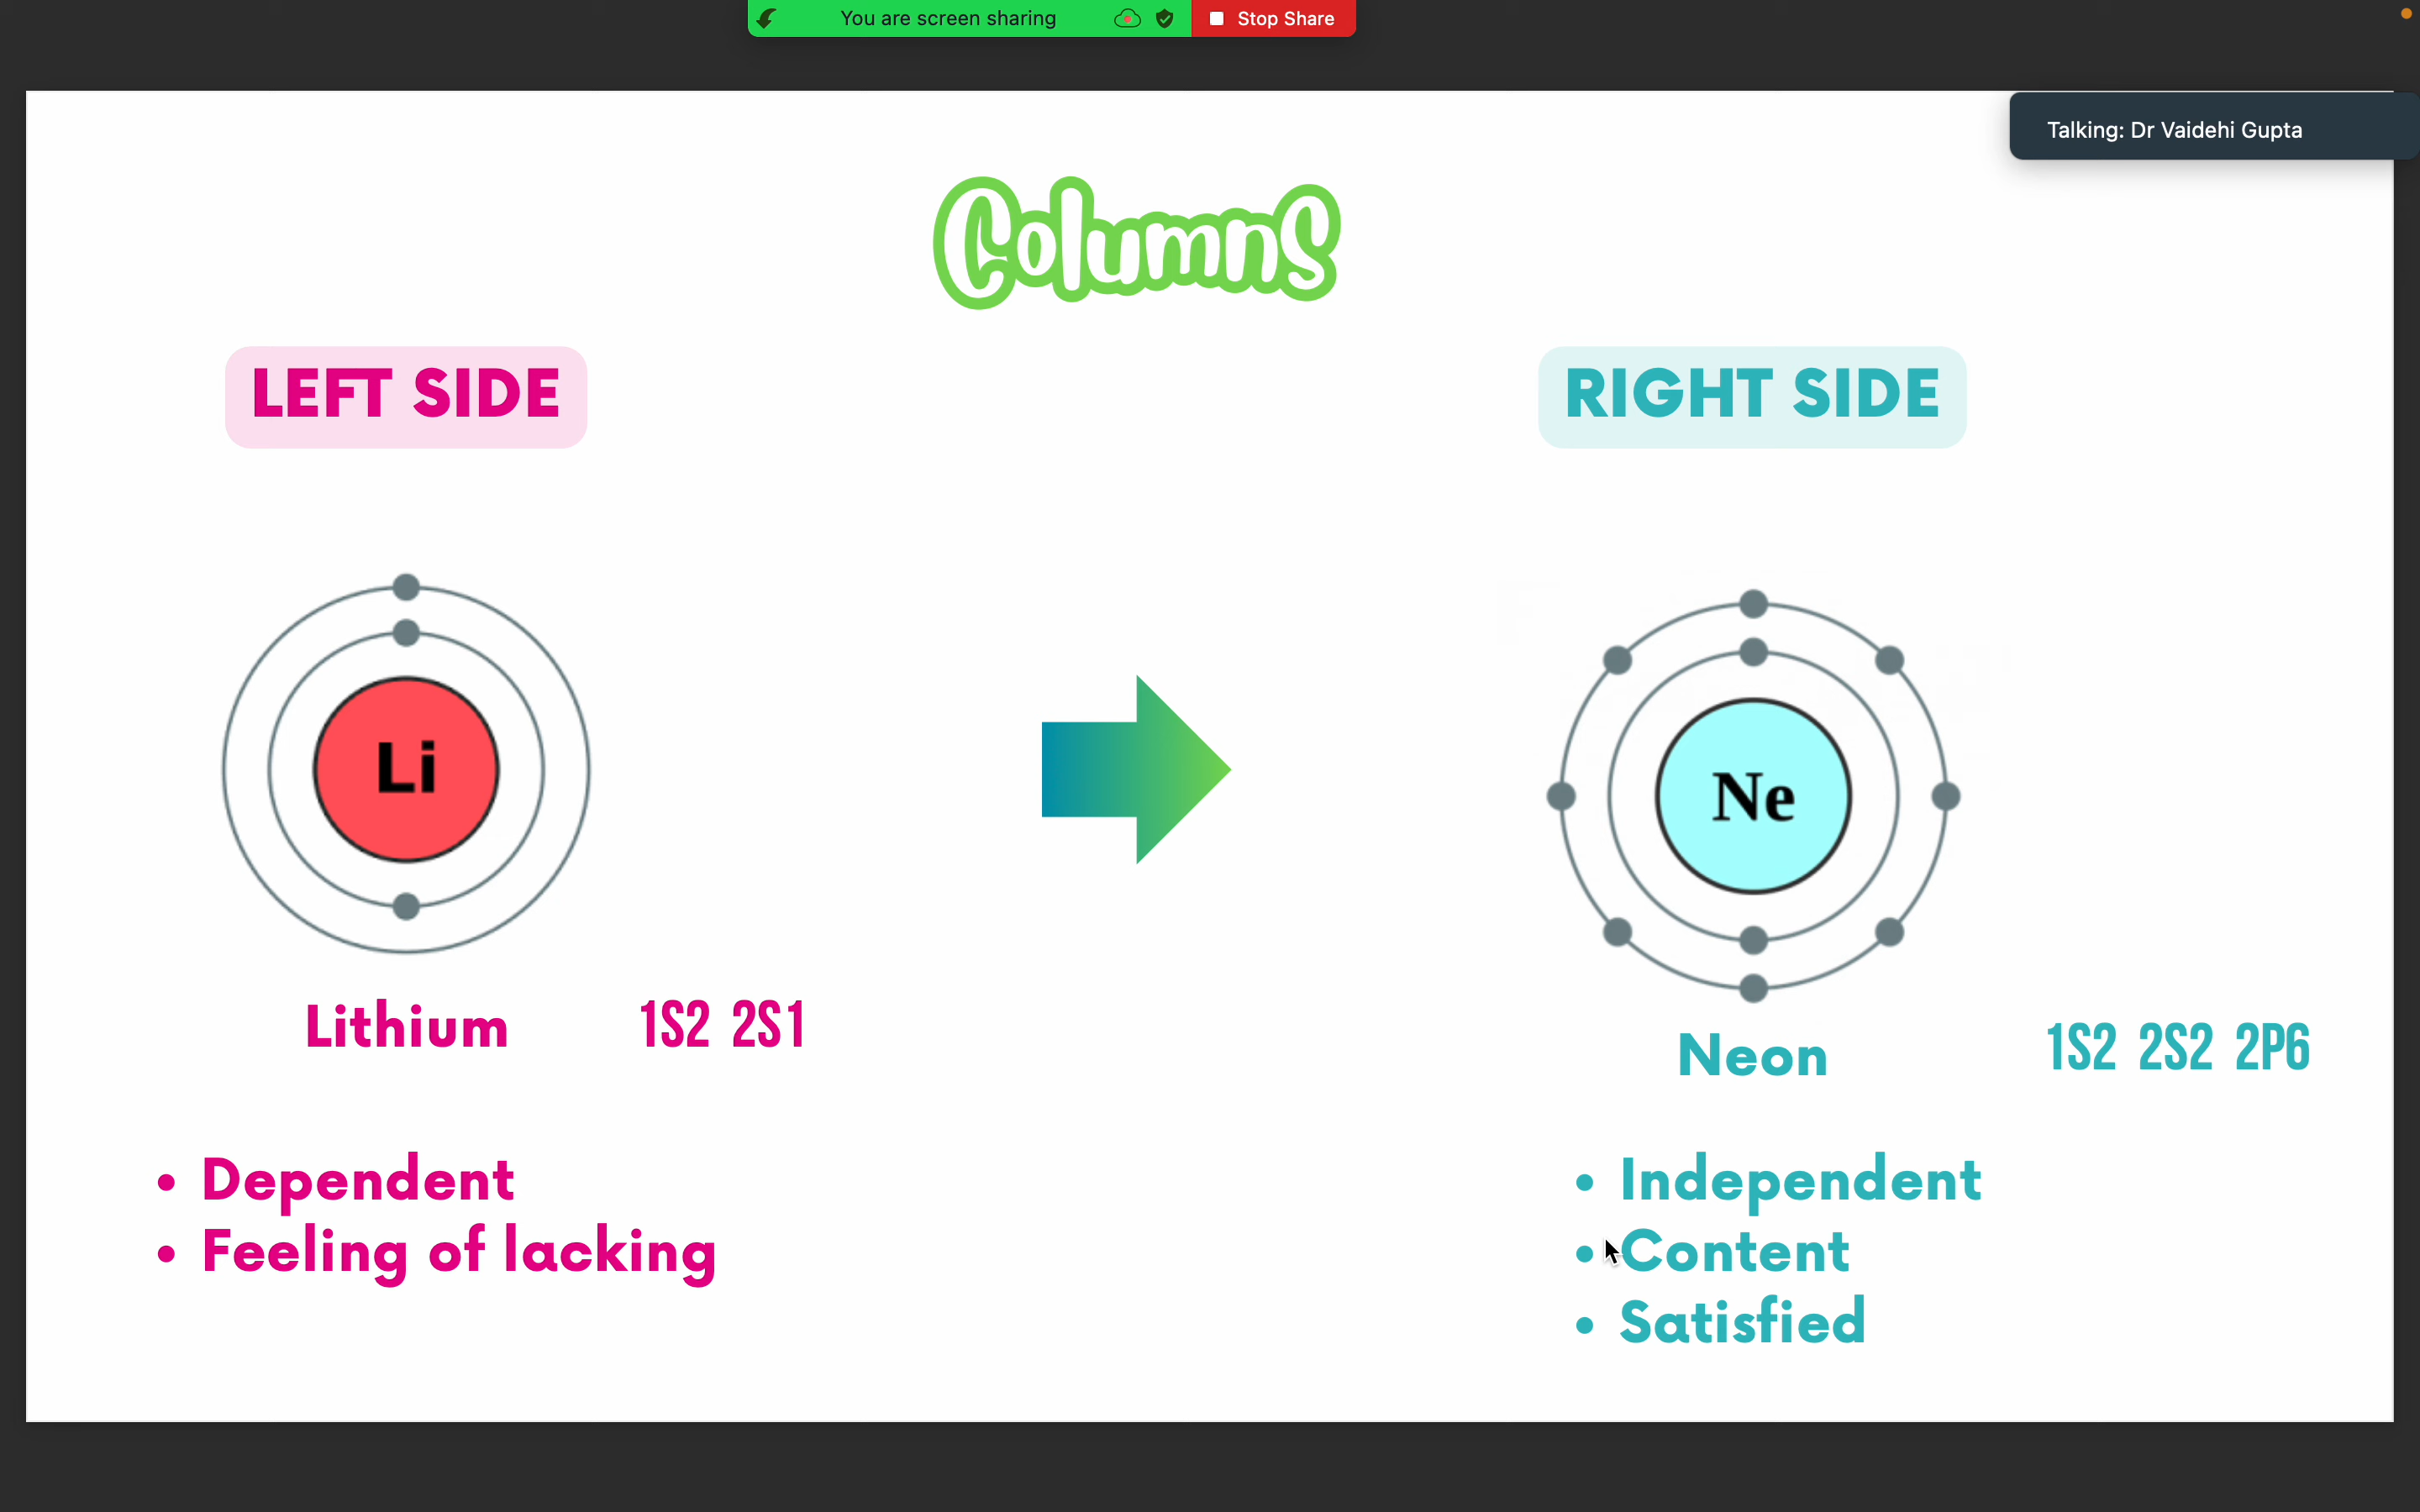 You are screen sharing
Stop Share
Talking: Dr Vaidehi Gupta
Columns
LEFT SIDE
RIGHT SIDE
Li
Ne
Lithium
1S2 2S1
Neon
1S2 2S2 2P6
• Dependent
• Feeling of lacking
• Independent
• Content
• Satisfied